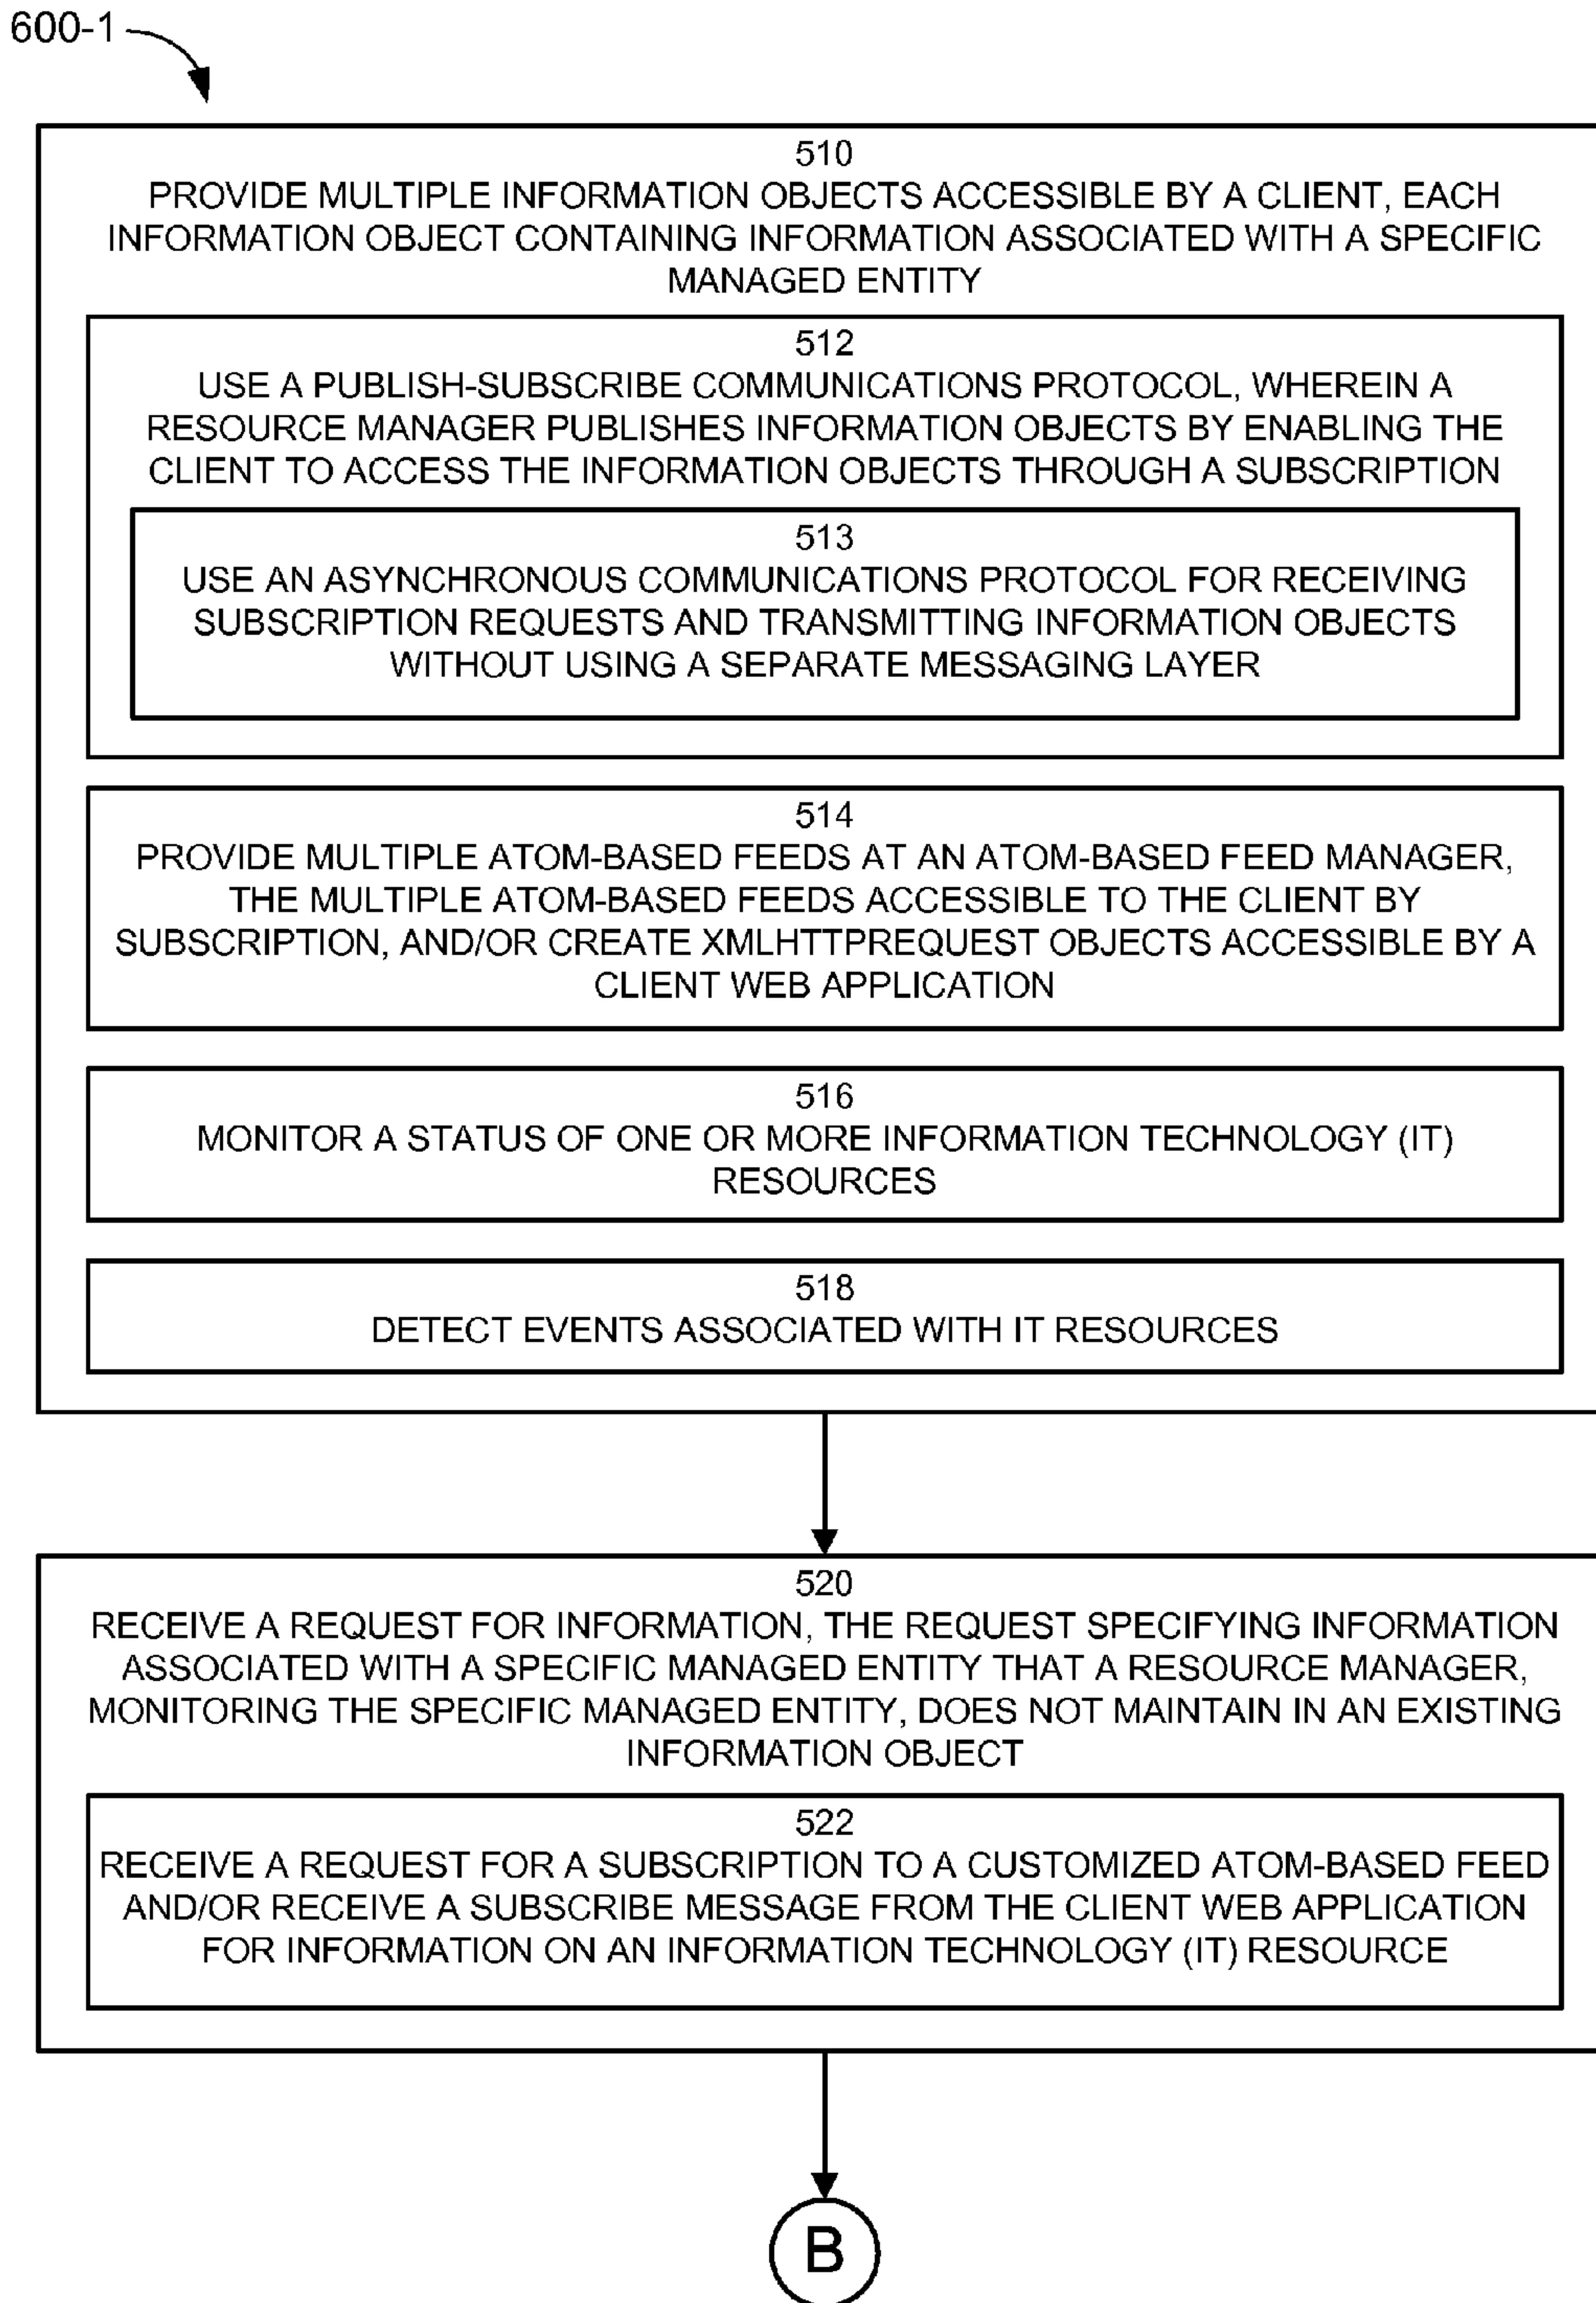 600-1
510
PROVIDE MULTIPLE INFORMATION OBJECTS ACCESSIBLE BY A CLIENT, EACH
INFORMATION OBJECT CONTAINING INFORMATION ASSOCIATED WITH A SPECIFIC
MANAGED ENTITY
512
USE A PUBLISH-SUBSCRIBE COMMUNICATIONS PROTOCOL, WHEREIN A
RESOURCE MANAGER PUBLISHES INFORMATION OBJECTS BY ENABLING THE
CLIENT TO ACCESS THE INFORMATION OBJECTS THROUGH A SUBSCRIPTION
513
USE AN ASYNCHRONOUS COMMUNICATIONS PROTOCOL FOR RECEIVING
SUBSCRIPTION REQUESTS AND TRANSMITTING INFORMATION OBJECTS
WITHOUT USING A SEPARATE MESSAGING LAYER
514
PROVIDE MULTIPLE ATOM-BASED FEEDS AT AN ATOM-BASED FEED MANAGER,
THE MULTIPLE ATOM-BASED FEEDS ACCESSIBLE TO THE CLIENT BY
SUBSCRIPTION, AND/OR CREATE XMLHTTPREQUEST OBJECTS ACCESSIBLE BY A
CLIENT WEB APPLICATION
516
MONITOR A STATUS OF ONE OR MORE INFORMATION TECHNOLOGY (IT)
RESOURCES
518
DETECT EVENTS ASSOCIATED WITH IT RESOURCES
520
RECEIVE A REQUEST FOR INFORMATION, THE REQUEST SPECIFYING INFORMATION
ASSOCIATED WITH A SPECIFIC MANAGED ENTITY THAT A RESOURCE MANAGER,
MONITORING THE SPECIFIC MANAGED ENTITY, DOES NOT MAINTAIN IN AN EXISTING
INFORMATION OBJECT
522
RECEIVE A REQUEST FOR A SUBSCRIPTION TO A CUSTOMIZED ATOM-BASED FEED
AND/OR RECEIVE A SUBSCRIBE MESSAGE FROM THE CLIENT WEB APPLICATION
FOR INFORMATION ON AN INFORMATION TECHNOLOGY (IT) RESOURCE
B